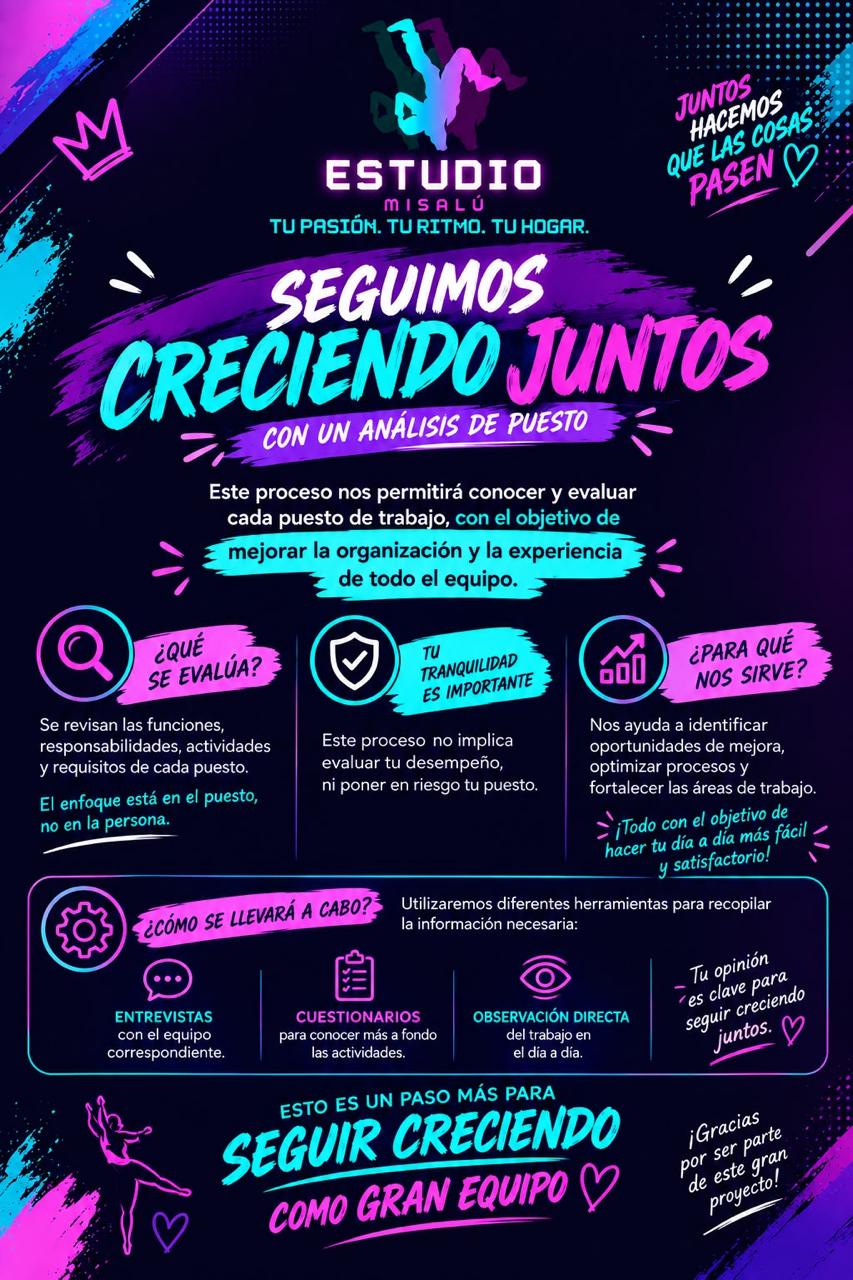 JUNTOS
HACEMOS
QUE LAS COSAS
PASEN
ESTUDIO
MISALÚ
TU PASIÓN. TU RITMO. TU HOGAR.
SEGUIMOS
CRECIENDO JUNTOS
CON UN ANÁLISIS DE PUESTO
Este proceso nos permitirá conocer y evaluar
cada puesto de trabajo, con el objetivo de
mejorar la organización y la experiencia
de todo el equipo.
¿QUÉ
SE EVALÚA?
Se revisan las funciones,
responsabilidades, actividades
y requisitos de cada puesto.
El enfoque está en el puesto,
no en la persona.
TU
TRANQUILIDAD
ES IMPORTANTE
Este proceso no implica
evaluar tu desempeño,
ni poner en riesgo tu puesto.
¿PARA QUÉ
NOS SIRVE?
Nos ayuda a identificar
oportunidades de mejora,
optimizar procesos y
fortalecer las áreas de trabajo.
¡Todo con el objetivo de
hacer tu día a día más fácil
y satisfactorio!
¿CÓMO SE LLEVARÁ A CABO?
Utilizaremos diferentes herramientas para recopilar
la información necesaria:
ENTREVISTAS
con el equipo
correspondiente.
CUESTIONARIOS
para conocer más a fondo
las actividades.
OBSERVACIÓN DIRECTA
del trabajo en
el día a día.
Tu opinión
es clave para
seguir creciendo
juntos.
ESTO ES UN PASO MÁS PARA
SEGUIR CRECIENDO
COMO GRAN EQUIPO
¡Gracias
por ser parte
de este gran
proyecto!